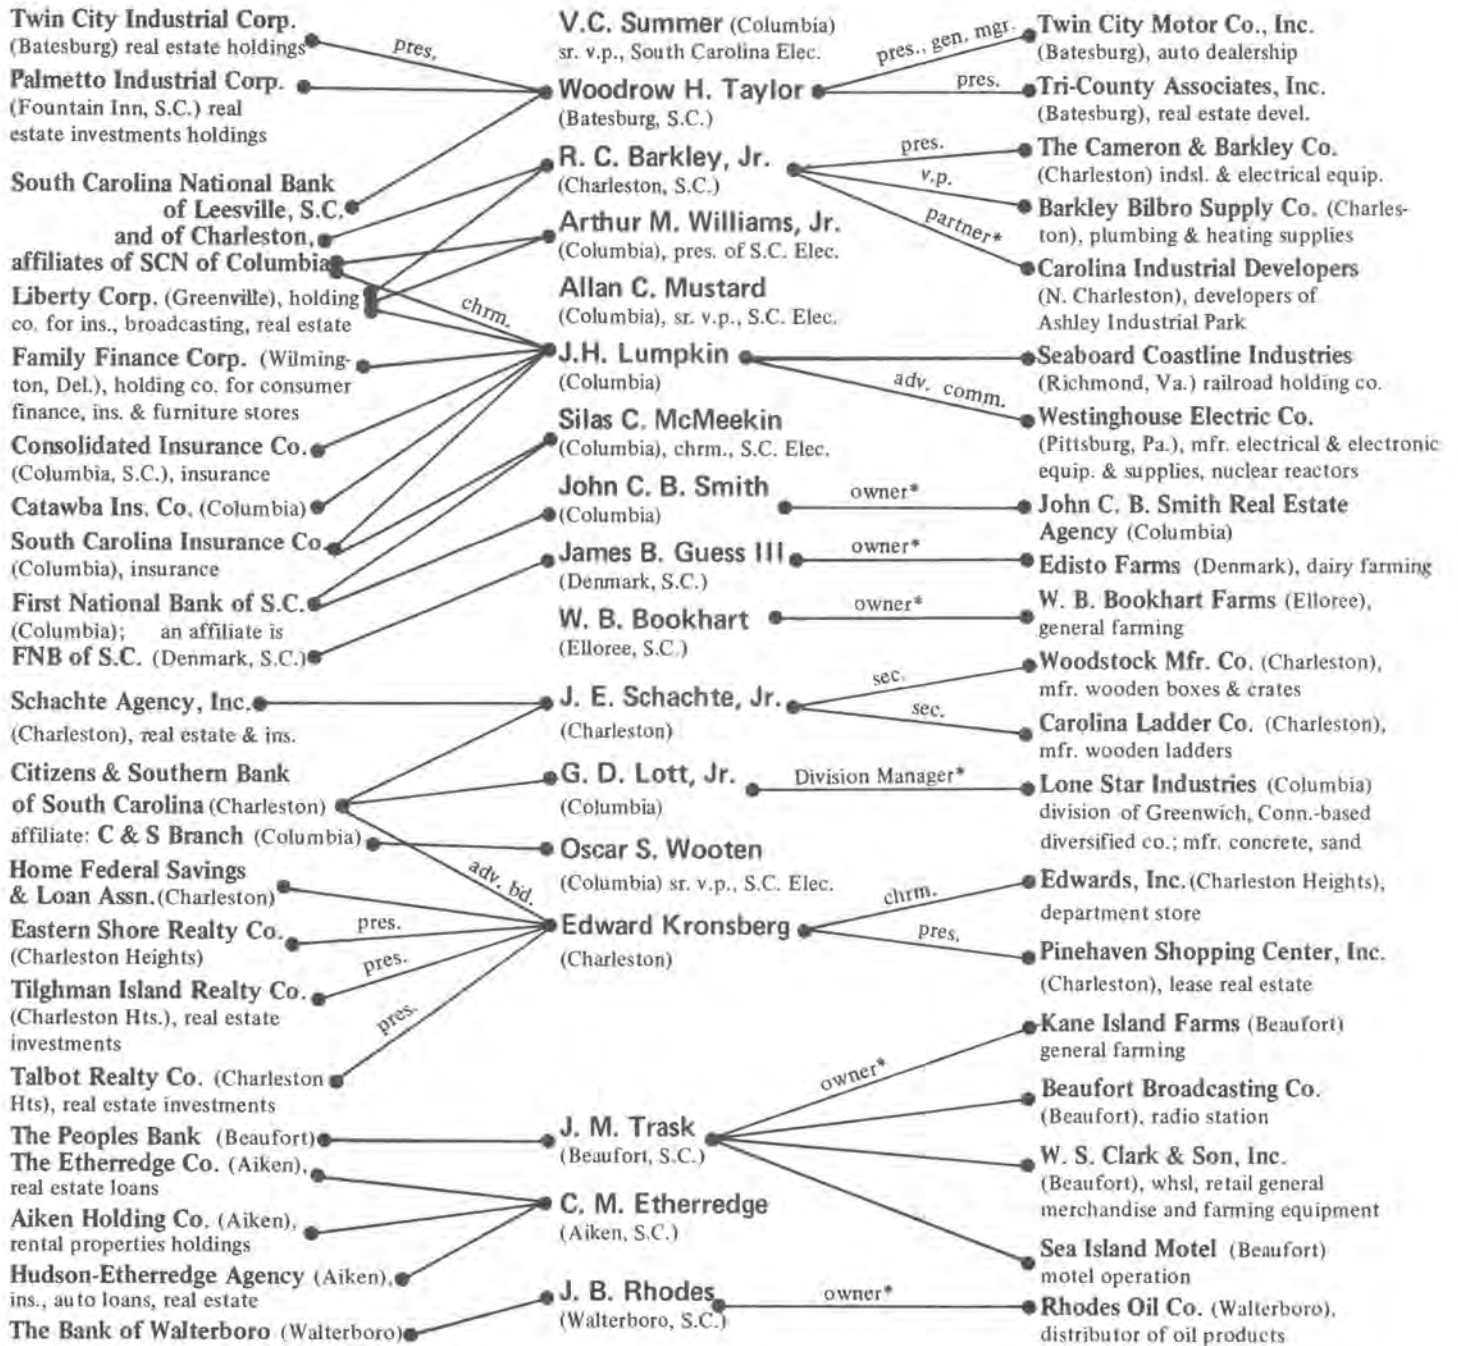 Twin City Industrial Corp.
(Batesburg) real estate holdings
Palmetto Industrial Corp.
(Fountain Inn, S.C.) real
estate investments holdings
South Carolina National Bank
of Leesville, S.C.
and of Charleston,
affiliates of SCN of Columbia
Liberty Corp. (Greenville), holding
co. for ins., broadcasting, real estate
Family Finance Corp. (Wilming-
ton, Del.), holding co. for consumer
finance, ins. & furniture stores
Consolidated Insurance Co.
(Columbia, S.C.), insurance
Catawba Ins. Co. (Columbia)
South Carolina Insurance Co.
(Columbia), insurance
First National Bank of S.C.
(Columbia); an affiliate is
FNB of S.C. (Denmark, S.C.)
Schachte Agency, Inc.
(Charleston), real estate & ins.
Citizens & Southern Bank
of South Carolina (Charleston)
affiliate: C & S Branch (Columbia)
Home Federal Savings
& Loan Assn. (Charleston)
Eastern Shore Realty Co.
(Charleston Heights)
Tilghman Island Realty Co.
(Charleston Hts.), real estate
investments
Talbot Realty Co. (Charleston
Hts), real estate investments
The Peoples Bank (Beaufort)
The Etherredge Co. (Aiken),
real estate loans
Aiken Holding Co. (Aiken),
rental properties holdings
Hudson-Etherredge Agency (Aiken),
ins., auto loans, real estate
The Bank of Walterboro (Walterboro)
pres.
chrm.
adv. bd.
pres.
pres.
pres.
V.C. Summer (Columbia)
sr. v.p., South Carolina Elec.
Woodrow H. Taylor
(Batesburg, S.C.)
R. C. Barkley, Jr.
(Charleston, S.C.)
Arthur M. Williams, Jr.
(Columbia), pres. of S.C. Elec.
Allan C. Mustard
(Columbia), sr. v.p., S.C. Elec.
J.H. Lumpkin
(Columbia)
Silas C. McMeekin
(Columbia), chrm., S.C. Elec.
John C. B. Smith
(Columbia)
James B. Guess III
(Denmark, S.C.)
W. B. Bookhart
(Elloree, S.C.)
J. E. Schachte, Jr.
(Charleston)
G. D. Lott, Jr.
(Columbia)
Oscar S. Wooten
(Columbia) sr. v.p., S.C. Elec.
Edward Kronsberg
(Charleston)
J. M. Trask
(Beaufort, S.C.)
C. M. Etherredge
(Aiken, S.C.)
J. B. Rhodes
(Walterboro, S.C.)
pres., gen. mgr.
pres.
pres.
v.p.
partner*
adv. comm.
owner*
owner*
owner*
sec.
sec.
Division Manager*
chrm.
pres.
owner*
owner*
Twin City Motor Co., Inc.
(Batesburg), auto dealership
Tri-County Associates, Inc.
(Batesburg), real estate devel.
The Cameron & Barkley Co.
(Charleston) indsl. & electrical equip.
Barkley Bilbro Supply Co. (Charles-
ton), plumbing & heating supplies
Carolina Industrial Developers
(N. Charleston), developers of
Ashley Industrial Park
Seaboard Coastline Industries
(Richmond, Va.) railroad holding co.
Westinghouse Electric Co.
(Pittsburg, Pa.), mfr. electrical & electronic
equip. & supplies, nuclear reactors
John C. B. Smith Real Estate
Agency (Columbia)
Edisto Farms (Denmark), dairy farming
W. B. Bookhart Farms (Elloree),
general farming
Woodstock Mfr. Co. (Charleston),
mfr. wooden boxes & crates
Carolina Ladder Co. (Charleston),
mfr. wooden ladders
Lone Star Industries (Columbia)
division of Greenwich, Conn.-based
diversified co.; mfr. concrete, sand
Edwards, Inc. (Charleston Heights),
department store
Pinehaven Shopping Center, Inc.
(Charleston), lease real estate
Kane Island Farms (Beaufort)
general farming
Beaufort Broadcasting Co.
(Beaufort), radio station
W. S. Clark & Son, Inc.
(Beaufort), whsl, retail general
merchandise and farming equipment
Sea Island Motel (Beaufort)
motel operation
Rhodes Oil Co. (Walterboro),
distributor of oil products